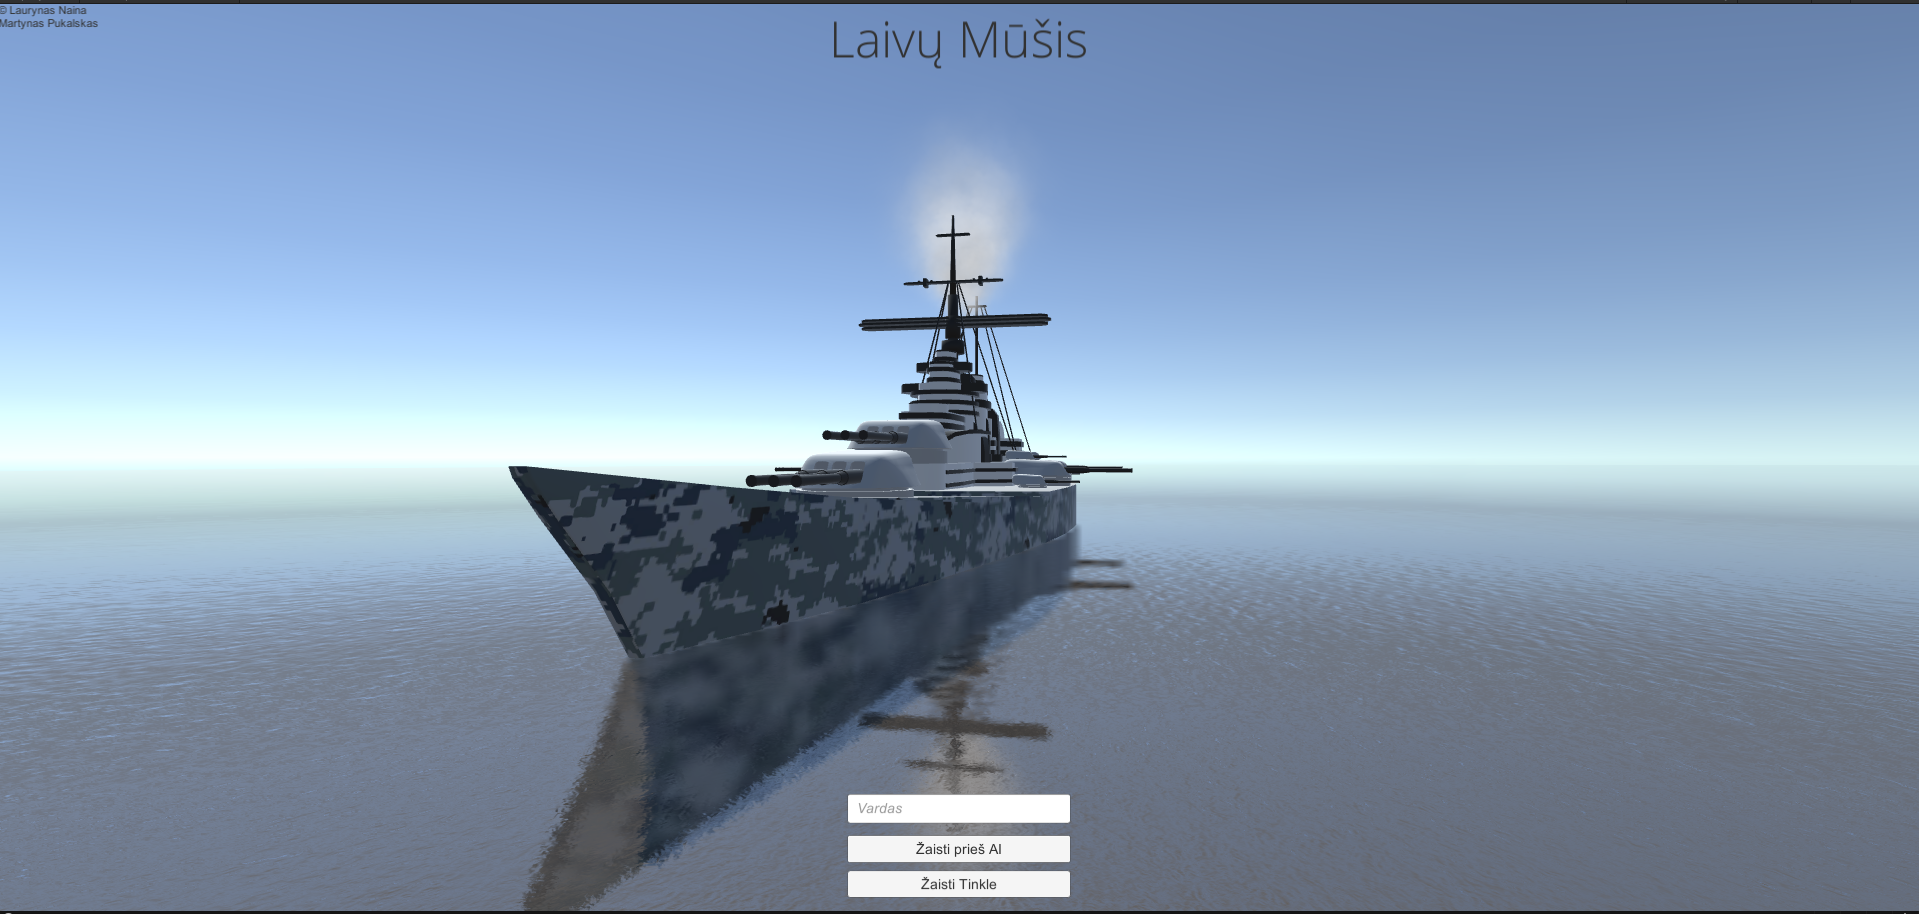 © Laurynas Naina
Martynas Pukalskas
Laivų Mūšis
Vardas
Žaisti prieš AI
Žaisti Tinkle